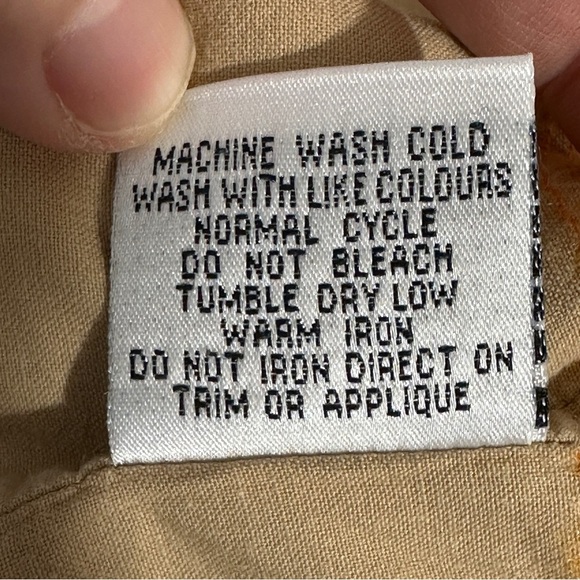 MACHINE WASH COLD
WASH WITH LIKE COLOURS
NORMAL CYCLE
DO NOT BLEACH
TUMBLE DRY LOW
WARM IRON
DO NOT IRON DIRECT ON
TRIM OR APPLIQUE